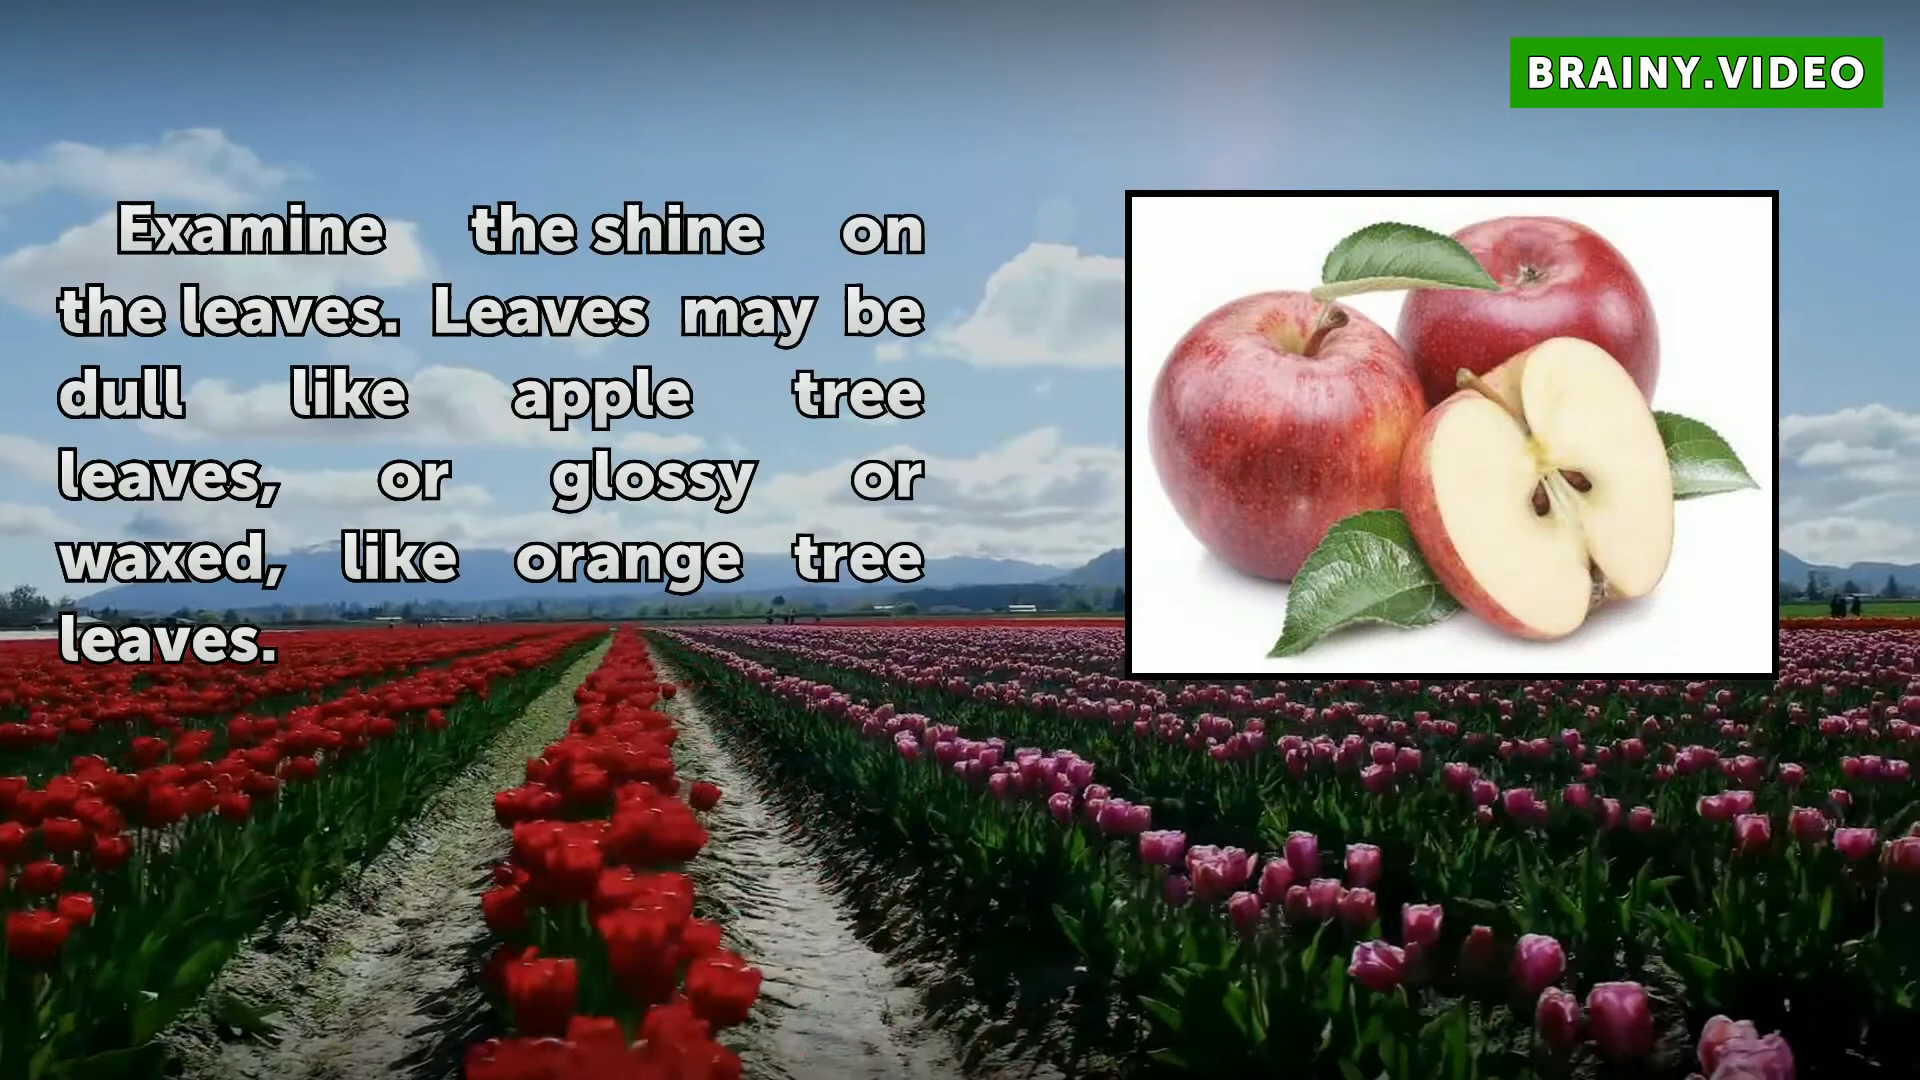 BRAINY.VIDEO
Examine the shine on
the leaves. Leaves may be
dull like apple tree
leaves, or glossy or
waxed, like orange tree
leaves.